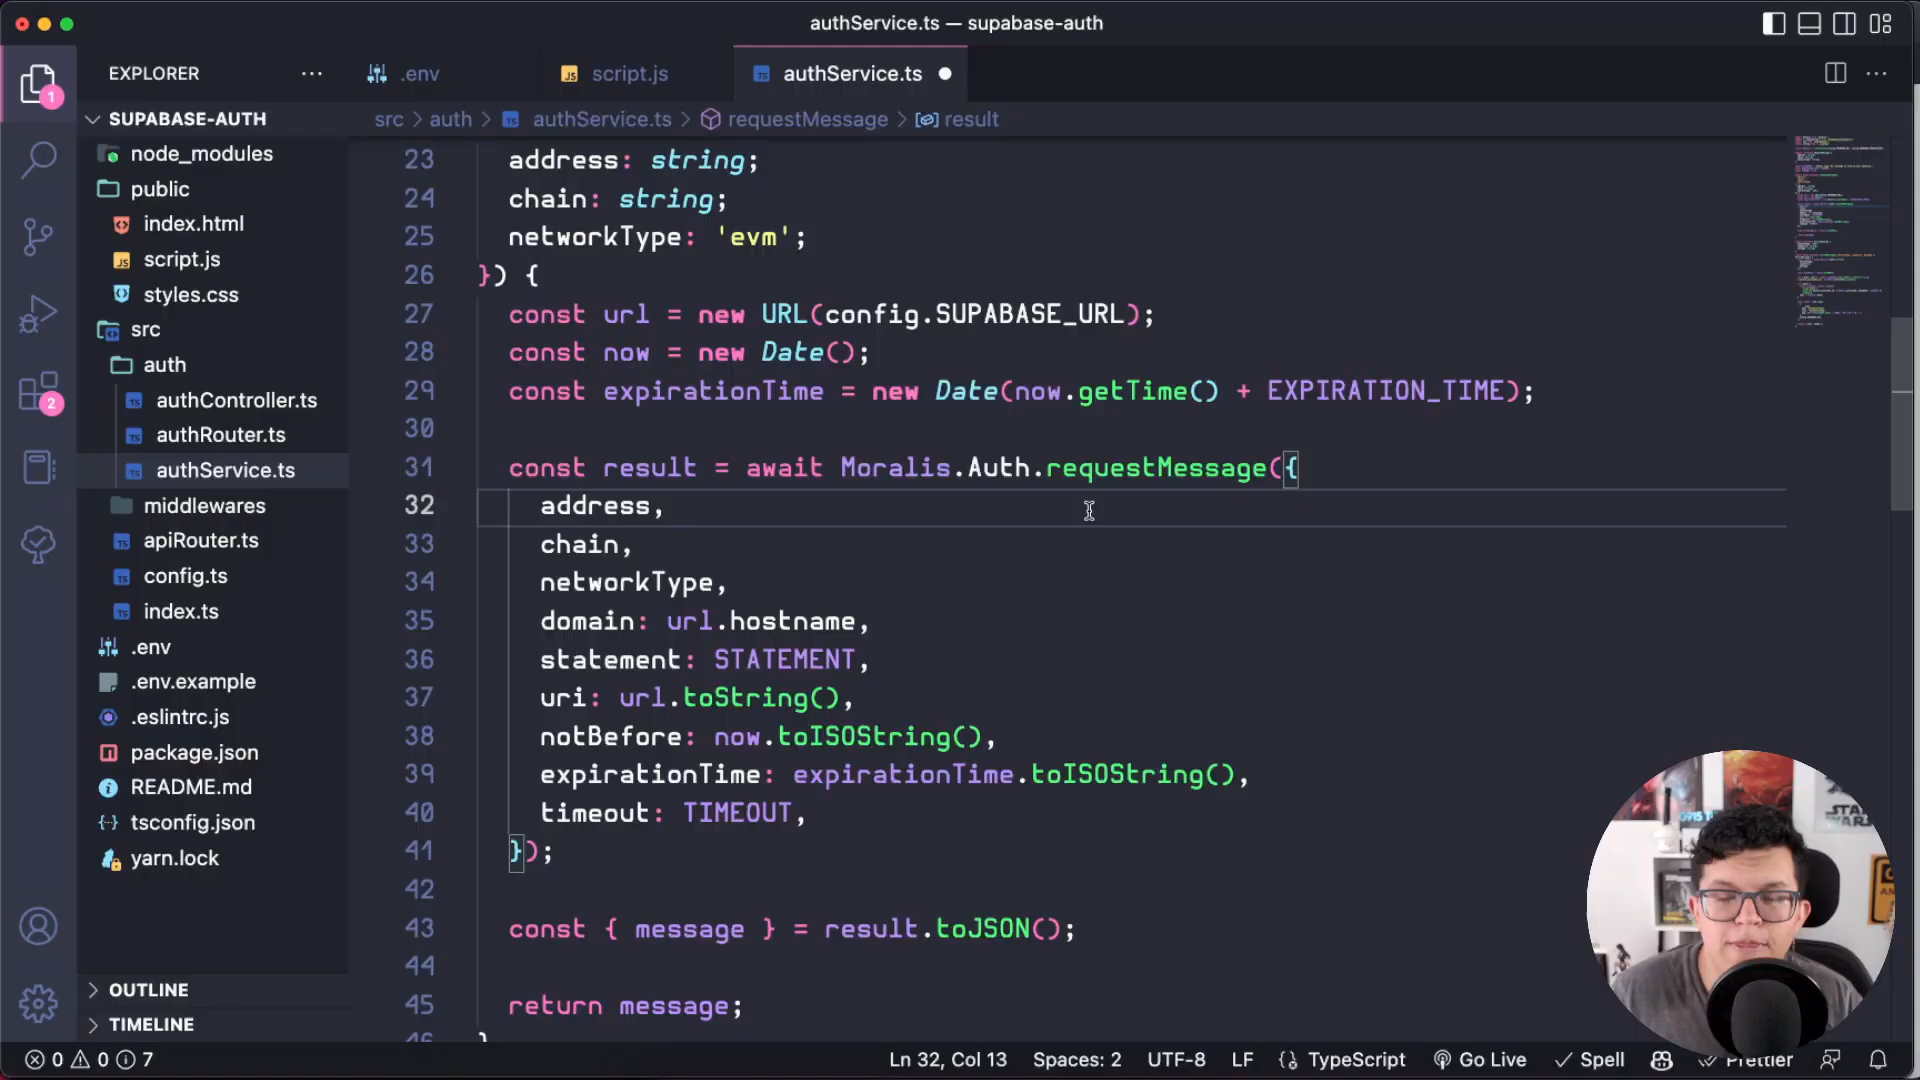 authService.ts — supabase-auth
EXPLORER
.env
script.js
authService.ts
SUPABASE-AUTH
src > auth > authService.ts > requestMessage > result
node_modules
public
index.html
script.js
styles.css
src
auth
authController.ts
authRouter.ts
authService.ts
middlewares
apiRouter.ts
config.ts
index.ts
.env
.env.example
.eslintrc.js
package.json
README.md
tsconfig.json
yarn.lock
OUTLINE
TIMELINE
1
2
23 address: string;
24 chain: string;
25 networkType: 'evm';
26 }) {
27 const url = new URL(config.SUPABASE_URL);
28 const now = new Date();
29 const expirationTime = new Date(now.getTime() + EXPIRATION_TIME);
30
31 const result = await Moralis.Auth.requestMessage({
32 address,
33 chain,
34 networkType,
35 domain: url.hostname,
36 statement: STATEMENT,
37 uri: url.toString(),
38 notBefore: now.toISOString(),
39 expirationTime: expirationTime.toISOString(),
40 timeout: TIMEOUT,
41 });
42
43 const { message } = result.toJSON();
44
45 return message;
0 0 7
Ln 32, Col 13 Spaces: 2 UTF-8 LF {} TypeScript Go Live Spell Prettier